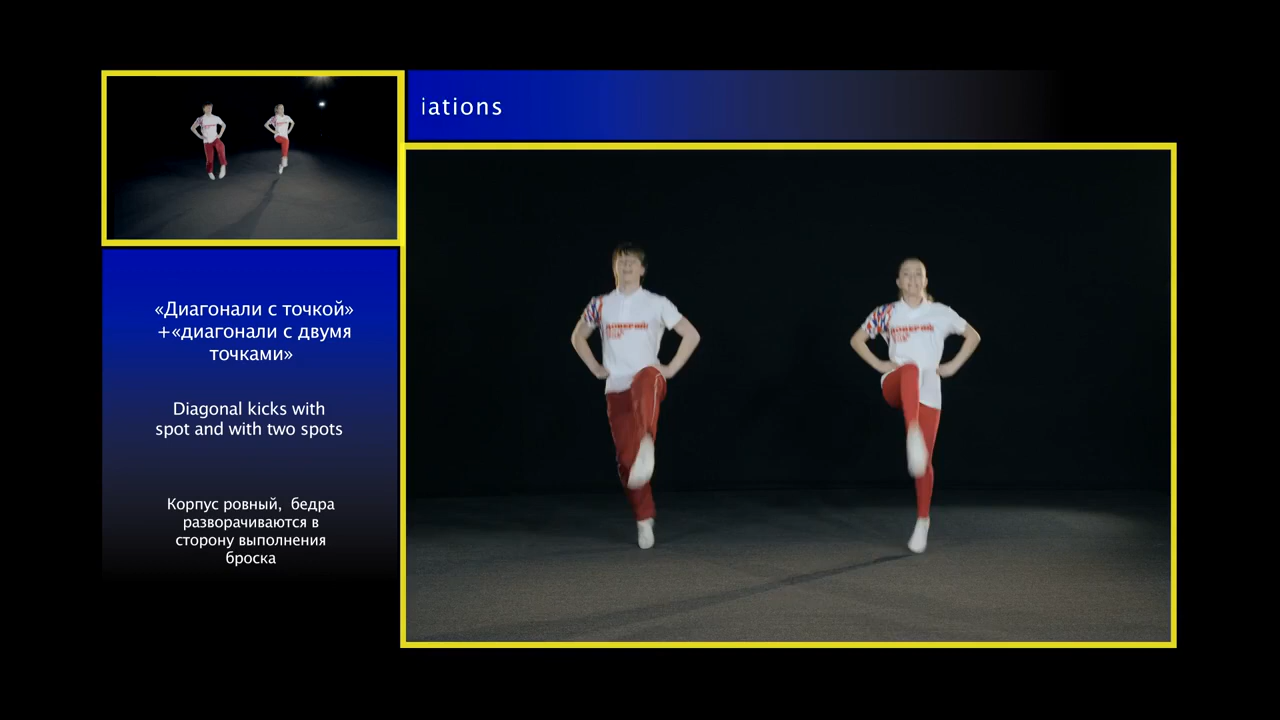 iations
«Диагонали с точкой»
+«диагонали с двумя
точками»
Diagonal kicks with
spot and with two spots
Корпус ровный, бедра
разворачиваются в
сторону выполнения
броска